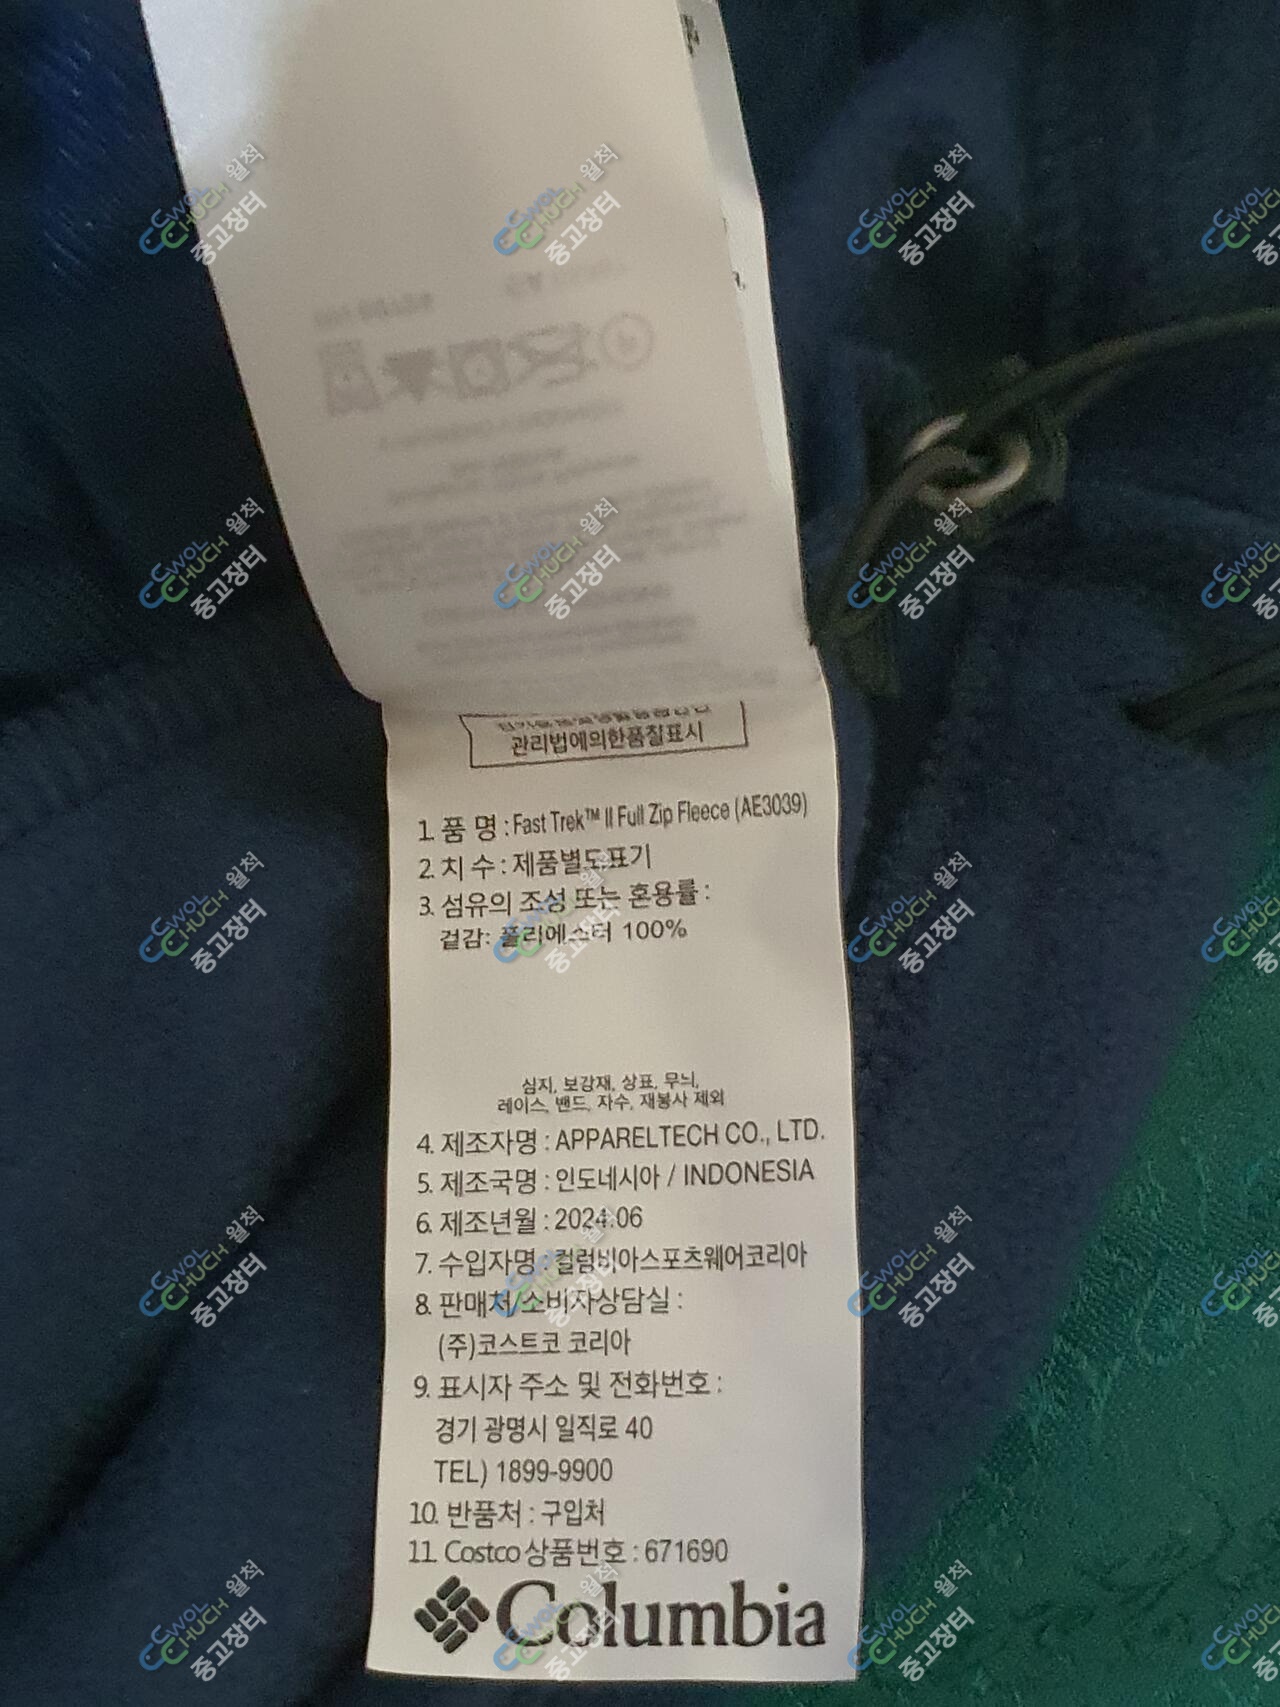 관리법에의한품질표시
1. 품 명 : Fast Trek™ II Full Zip Fleece (AE3039)
2. 치 수 : 제품별도표기
3. 섬유의 조성 또는 혼용률 :
겉감: 폴리에스터 100%
심지, 보강재, 상표, 무늬,
레이스, 밴드, 자수, 재봉사 제외
4. 제조자명 : APPARELTECH CO., LTD.
5. 제조국명 : 인도네시아 / INDONESIA
6. 제조년월 : 2024.06
7. 수입자명 : 컬럼비아스포츠웨어코리아
8. 판매처/소비자상담실 :
(주)코스트코 코리아
9. 표시자 주소 및 전화번호 :
경기 광명시 일직로 40
TEL) 1899-9900
10. 반품처 : 구입처
11. Costco 상품번호 : 671690
Columbia
CWOL
CHUCH 월척
중고장터